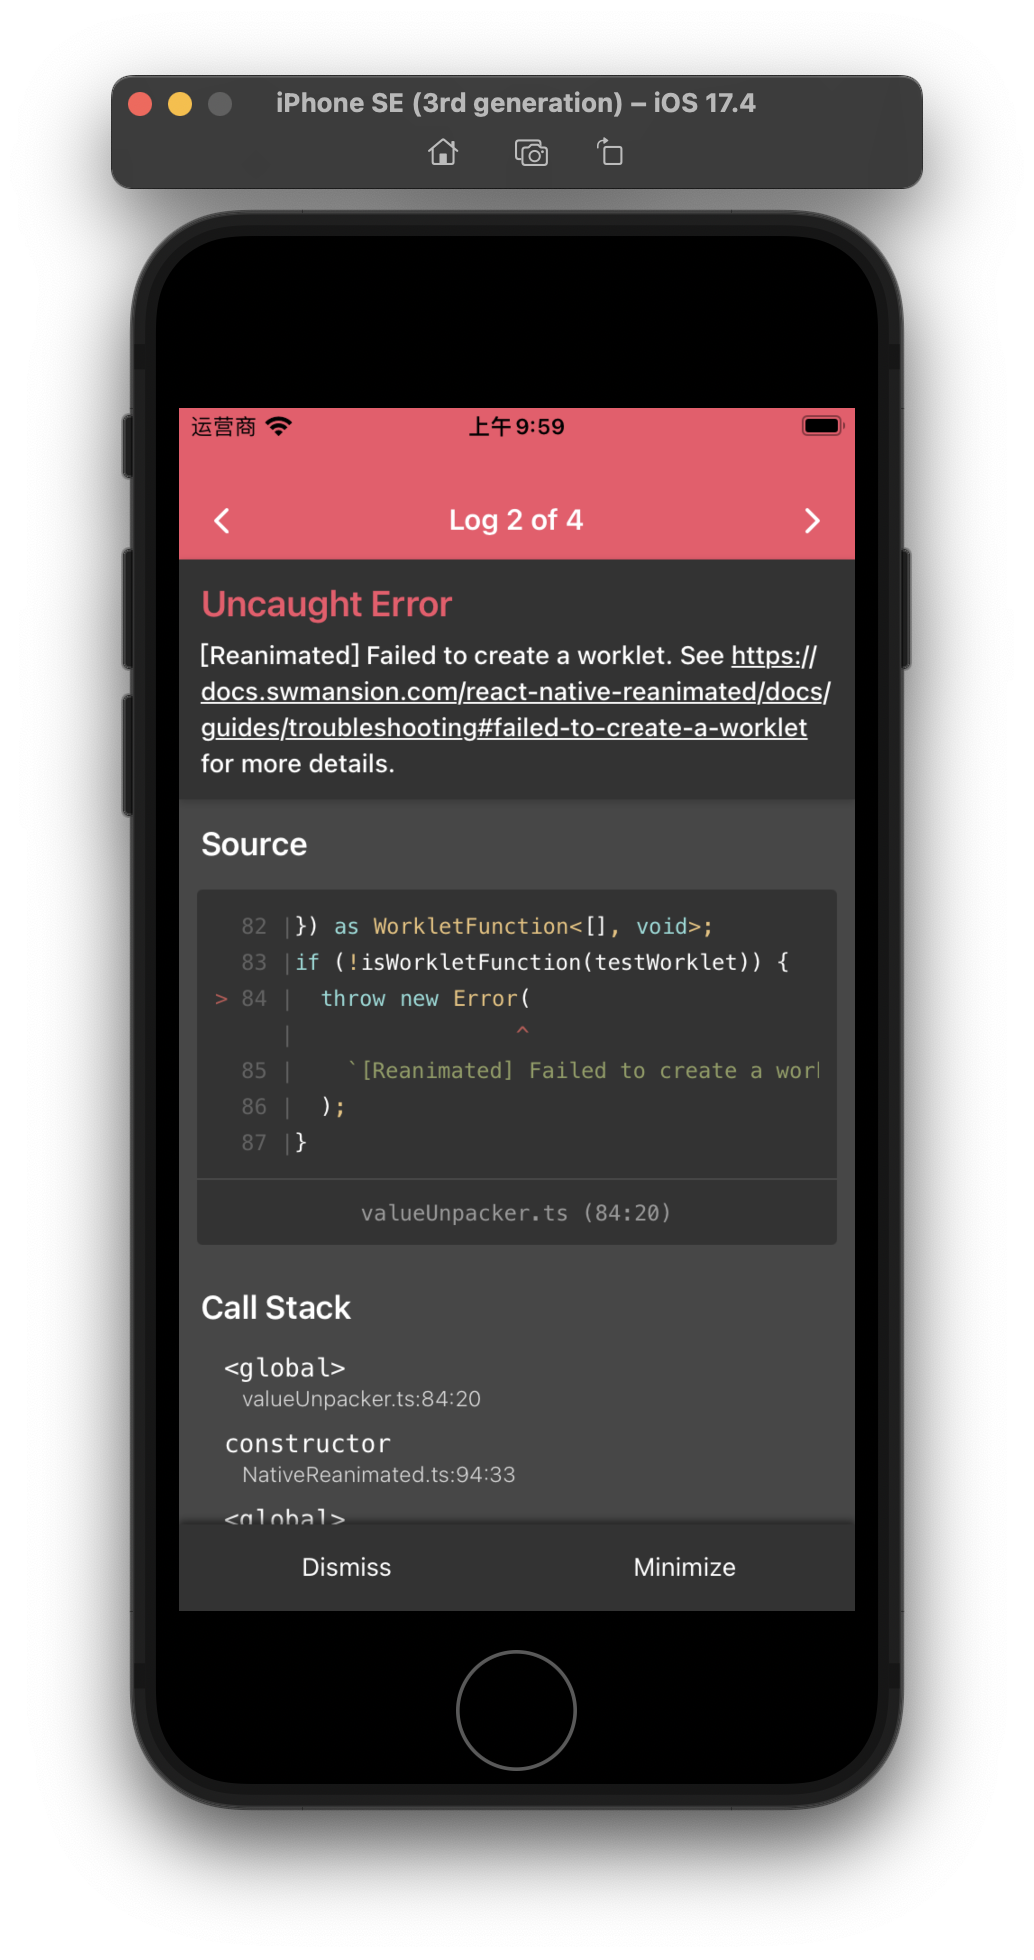 iPhone SE (3rd generation) – iOS 17.4
运营商 上午9:59
Log 2 of 4
Uncaught Error
[Reanimated] Failed to create a worklet. See https://
docs.swmansion.com/react-native-reanimated/docs/
guides/troubleshooting#failed-to-create-a-worklet
for more details.
Source
82 |}) as WorkletFunction<[], void>;
83 |if (!isWorkletFunction(testWorklet)) {
> 84 |  throw new Error(
|                 ^
85 |    `[Reanimated] Failed to create a work
86 |  );
87 |}
valueUnpacker.ts (84:20)
Call Stack
<global>
valueUnpacker.ts:84:20
constructor
NativeReanimated.ts:94:33
<global>
Dismiss Minimize